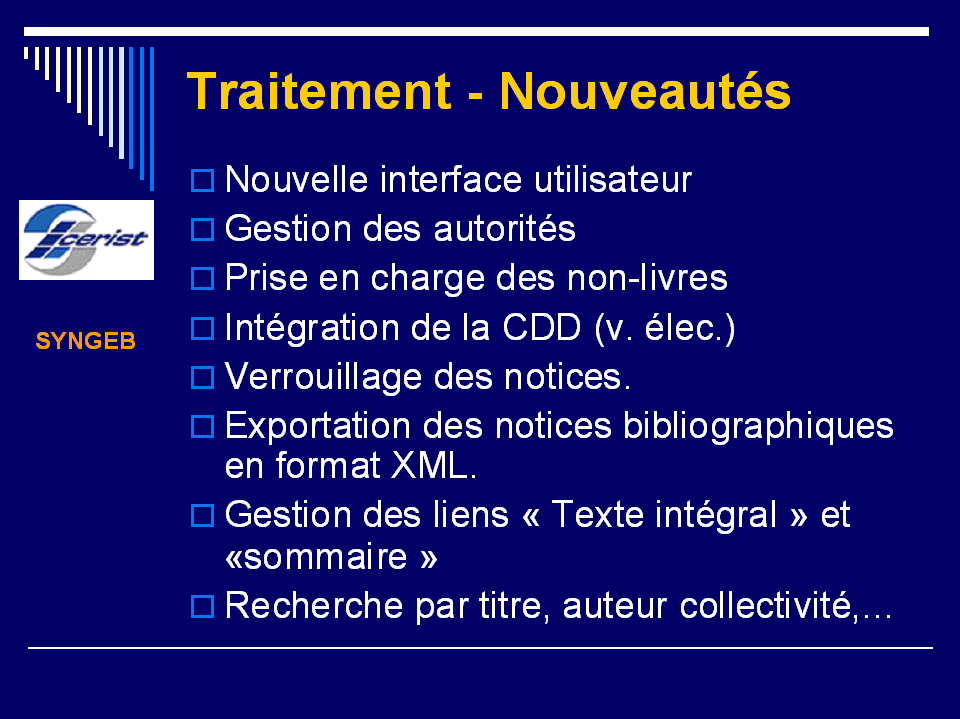 Traitement - Nouveautés
Nouvelle interface utilisateur
Gestion des autorités
Prise en charge des non-livres
Intégration de la CDD (v. élec.)
Verrouillage des notices.
Exportation des notices bibliographiques
en format XML.
Gestion des liens « Texte intégral » et
«sommaire »
Recherche par titre, auteur collectivité,...
cerist
SYNGEB